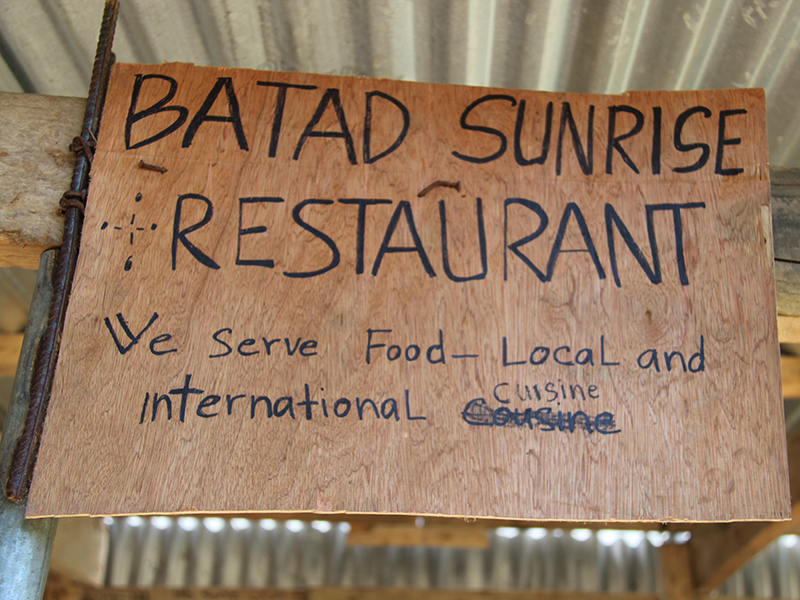 BATAD SUNRISE
RESTAURANT
We Serve Food- Local and
International Cuisine
Cousine